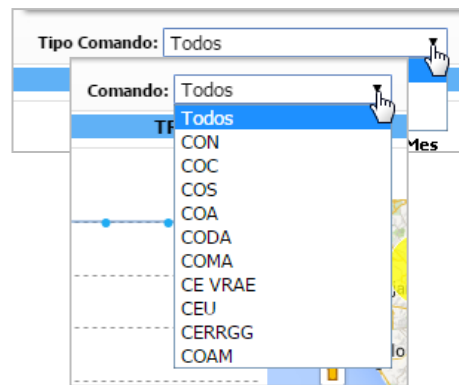 Tipo Comando: Todos
Comando: Todos
Todos
CON
COC
COS
COA
CODA
COMA
CE VRAE
CEU
CERRGG
COAM
Mes